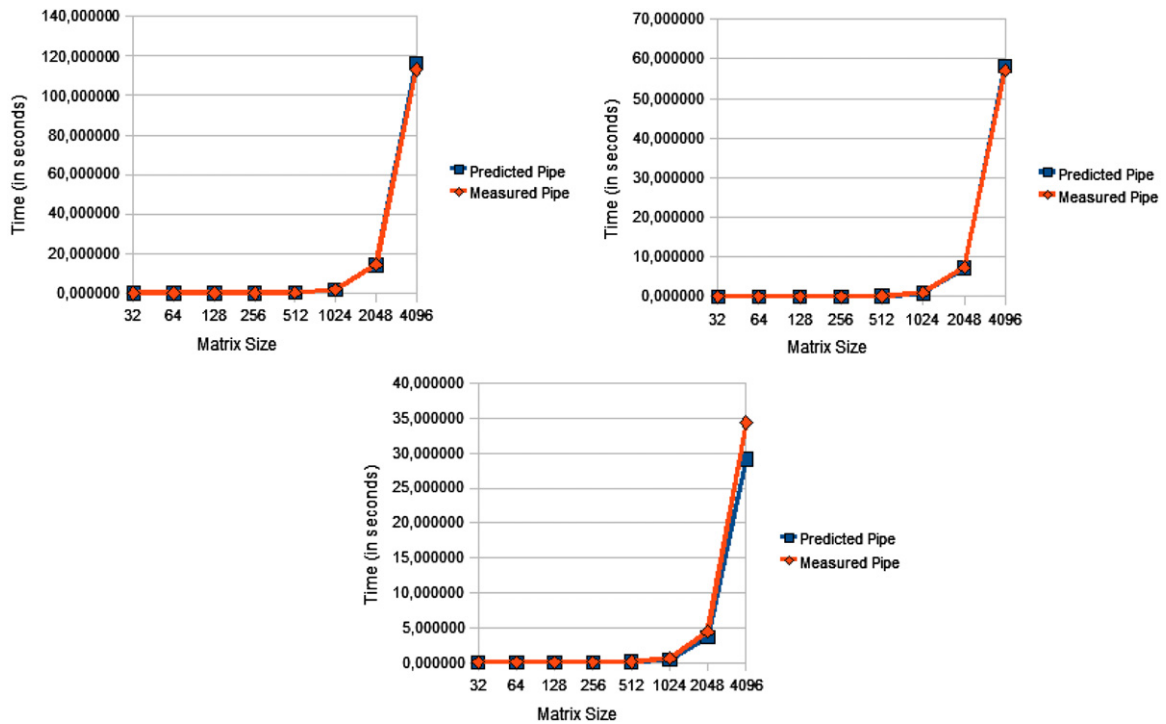 140,000000
120,000000
100,000000
80,000000
60,000000
40,000000
20,000000
0,000000
Time (in seconds)
32 64 128 256 512 1024 2048 4096
Matrix Size
Predicted Pipe
Measured Pipe
70,000000
60,000000
50,000000
40,000000
30,000000
20,000000
10,000000
0,000000
Time (in seconds)
32 64 128 256 512 1024 2048 4096
Matrix Size
Predicted Pipe
Measured Pipe
40,000000
35,000000
30,000000
25,000000
20,000000
15,000000
10,000000
5,000000
0,000000
Time (in seconds)
32 64 128 256 512 1024 2048 4096
Matrix Size
Predicted Pipe
Measured Pipe